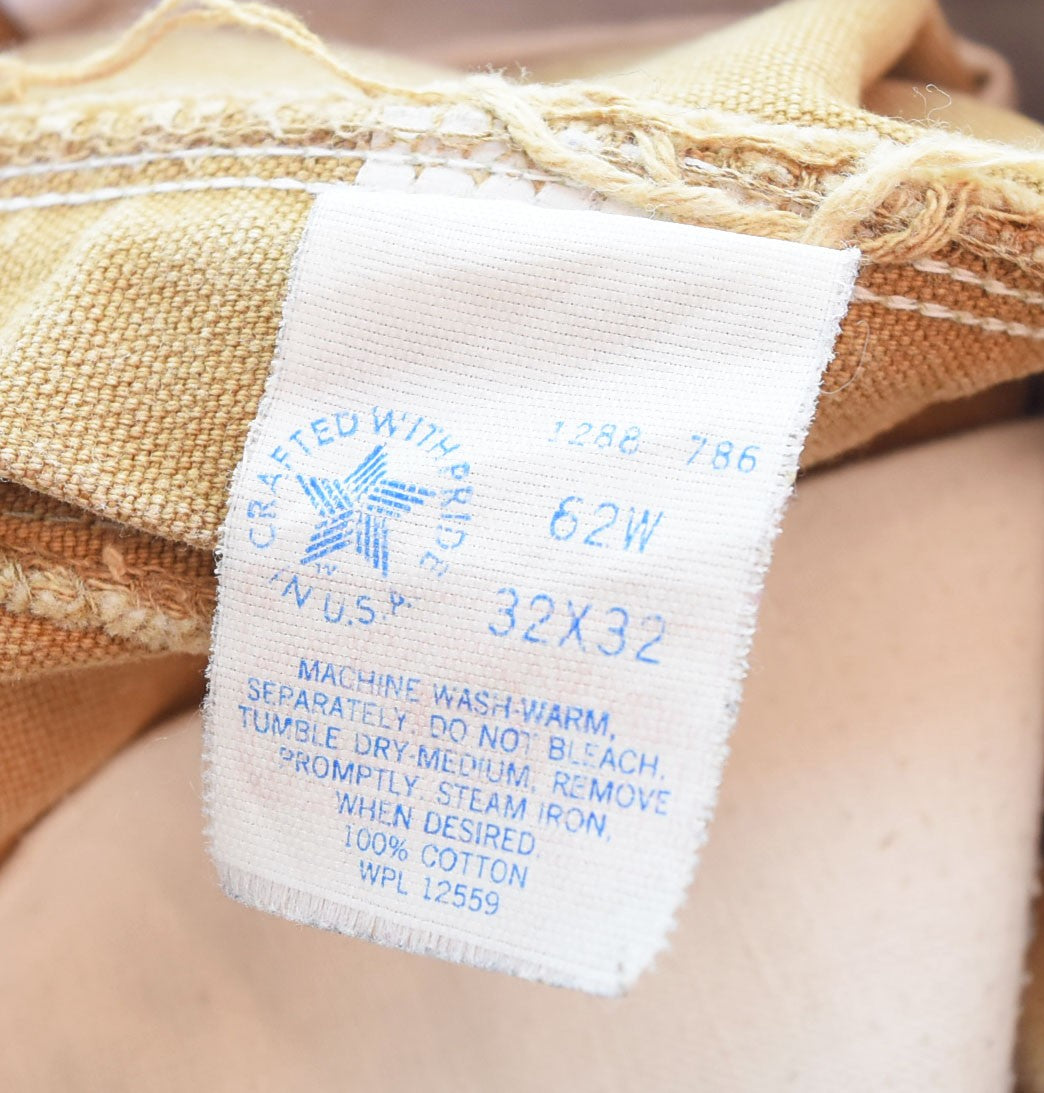 CRAFTED WITH PRIDE
IN U.S.A.
1288 786
62W
32X32
MACHINE WASH-WARM,
SEPARATELY. DO NOT BLEACH.
TUMBLE DRY-MEDIUM. REMOVE
PROMPTLY. STEAM IRON,
WHEN DESIRED.
100% COTTON
WPL 12559